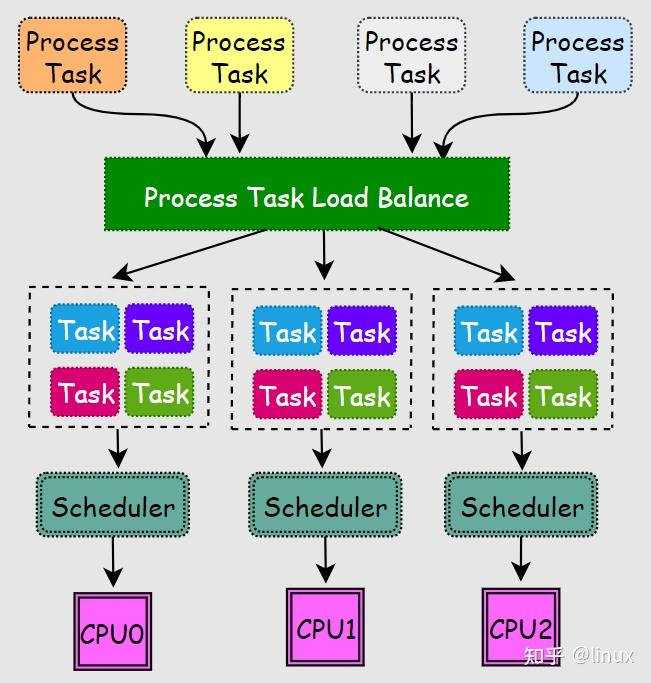 Process
Task
Process
Task
Process
Task
Process
Task
Process Task Load Balance
Task Task
Task Task
Task Task
Task Task
Task Task
Task Task
Scheduler
Scheduler
Scheduler
CPU0
CPU1
CPU2
知乎 @linux